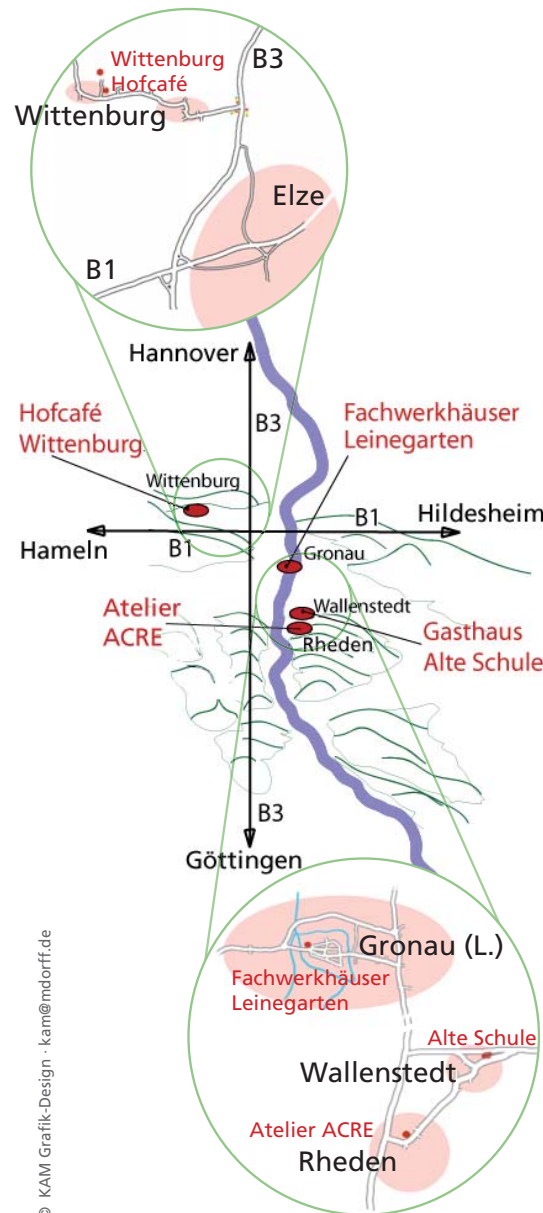 Wittenburg
Hofcafé
B3
Wittenburg
Elze
B1
Hannover
Hofcafé
Wittenburg
B3
Fachwerkhäuser
Leinegarten
Wittenburg
B1
Hildesheim
Hameln
B1
Gronau
Atelier
ACRE
Wallenstedt
Rheden
Gasthaus
Alte Schule
B3
Göttingen
Gronau (L.)
Fachwerkhäuser
Leinegarten
Alte Schule
Wallenstedt
Atelier ACRE
Rheden
© KAM Grafik-Design · kam@mdorff.de